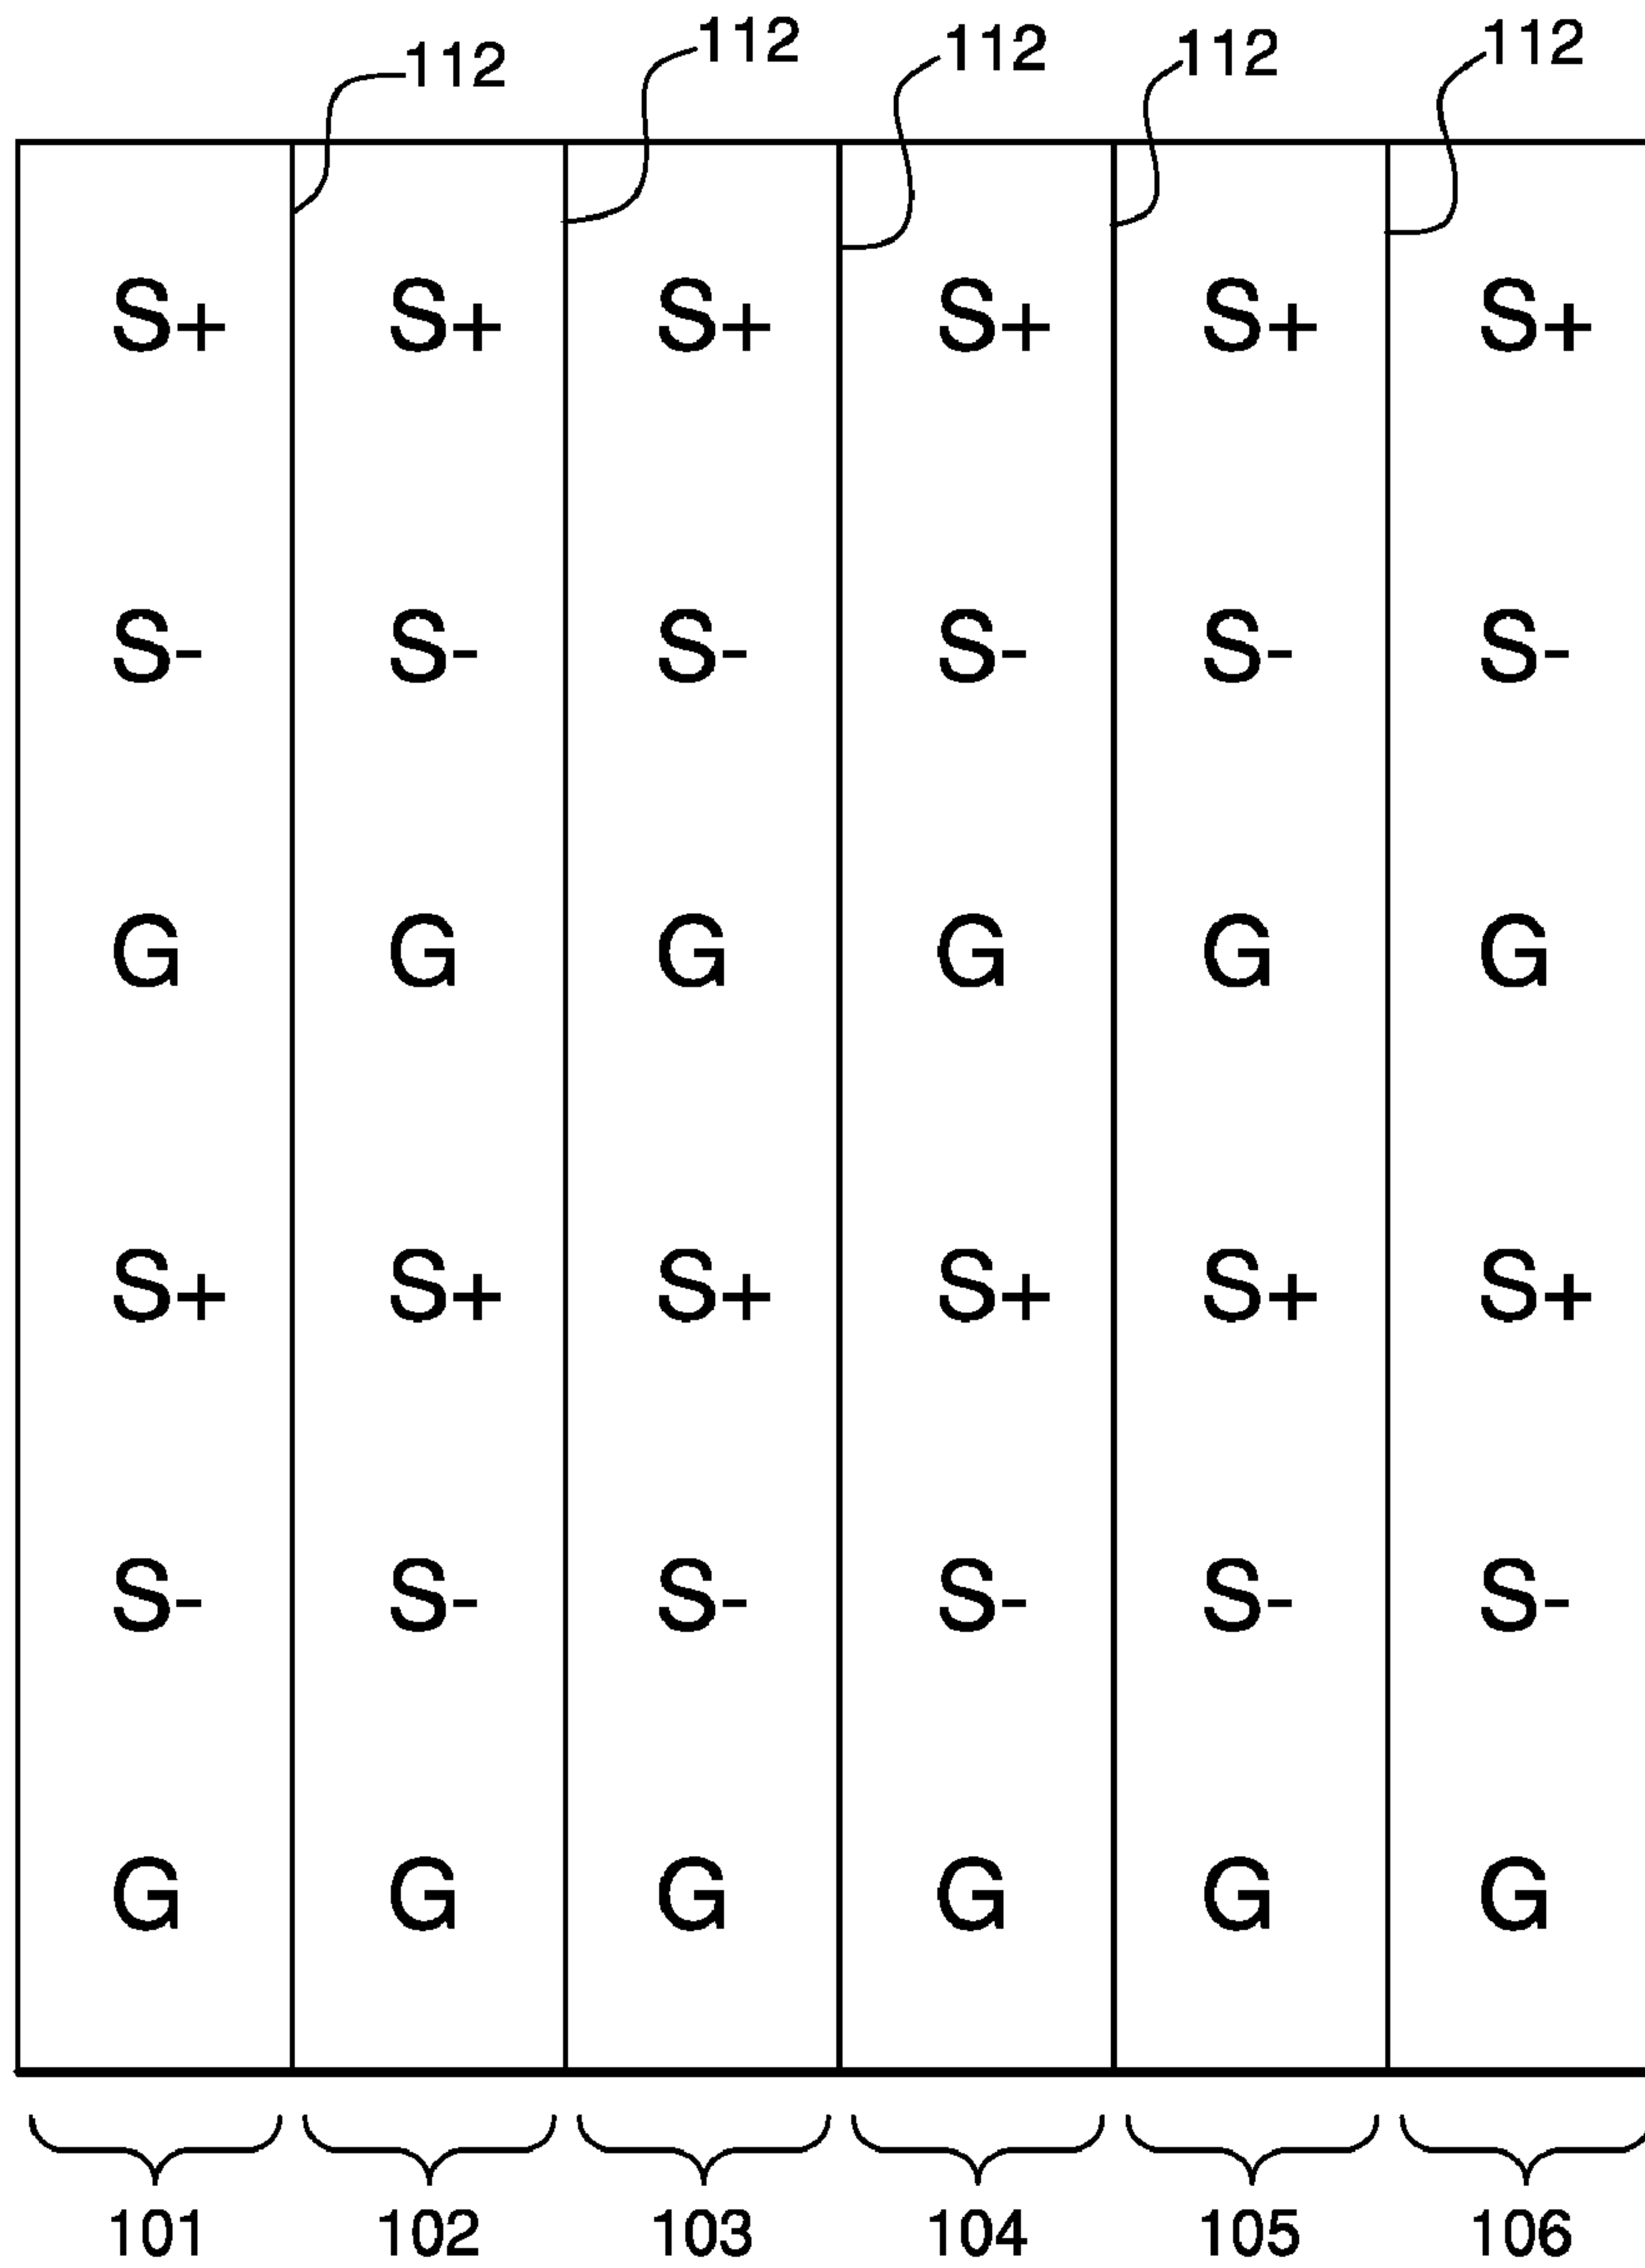 112 112 112 112 112
S+ S+ S+ S+ S+ S+
S- S- S- S- S- S-
G G G G G G
S+ S+ S+ S+ S+ S+
S- S- S- S- S- S-
G G G G G G
101 102 103 104 105 106